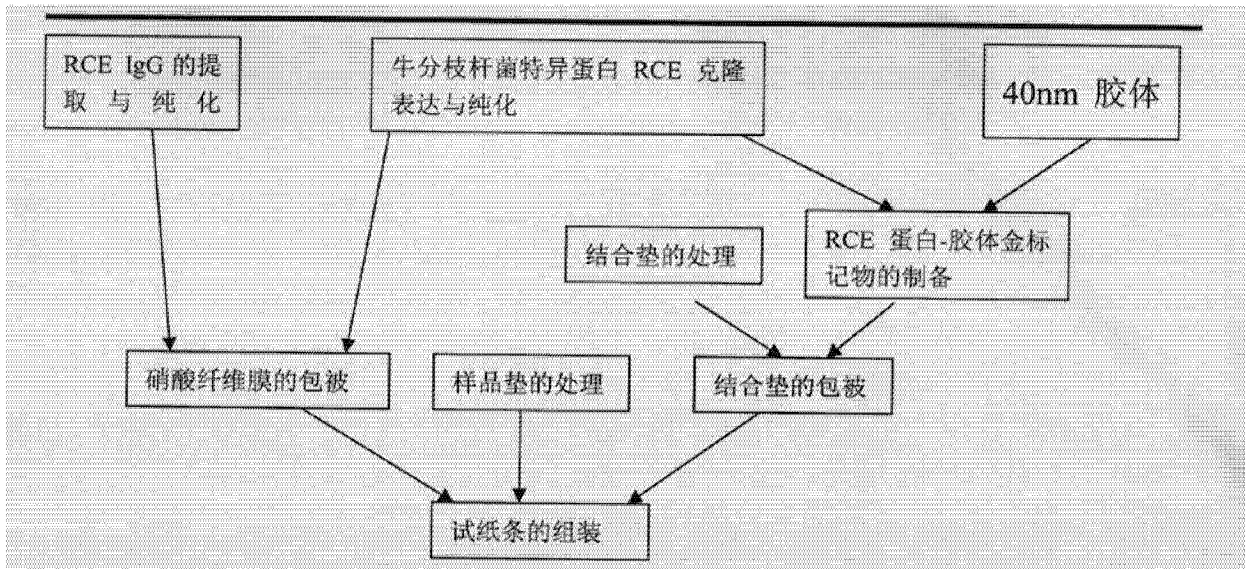 RCE IgG 的提
取 与 纯 化
牛分枝杆菌特异蛋白 RCE 克隆
表达与纯化
40nm 胶体
结合垫的处理
RCE 蛋白-胶体金标
记物的制备
硝酸纤维膜的包被
样品垫的处理
结合垫的包被
试纸条的组装